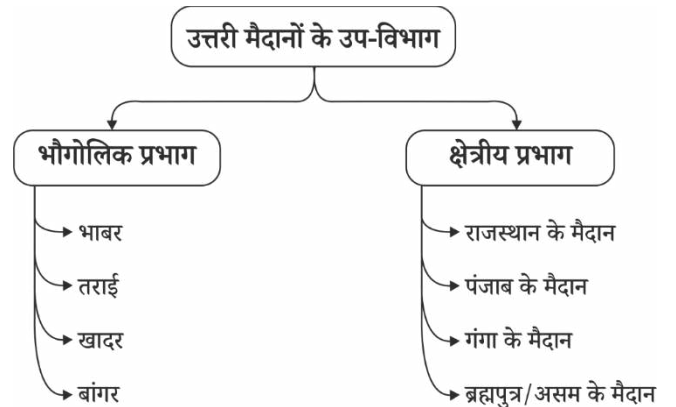 उत्तरी मैदानों के उप-विभाग
भौगोलिक प्रभाग
भाबर
तराई
खादर
बांगर
क्षेत्रीय प्रभाग
राजस्थान के मैदान
पंजाब के मैदान
गंगा के मैदान
ब्रह्मपुत्र/असम के मैदान